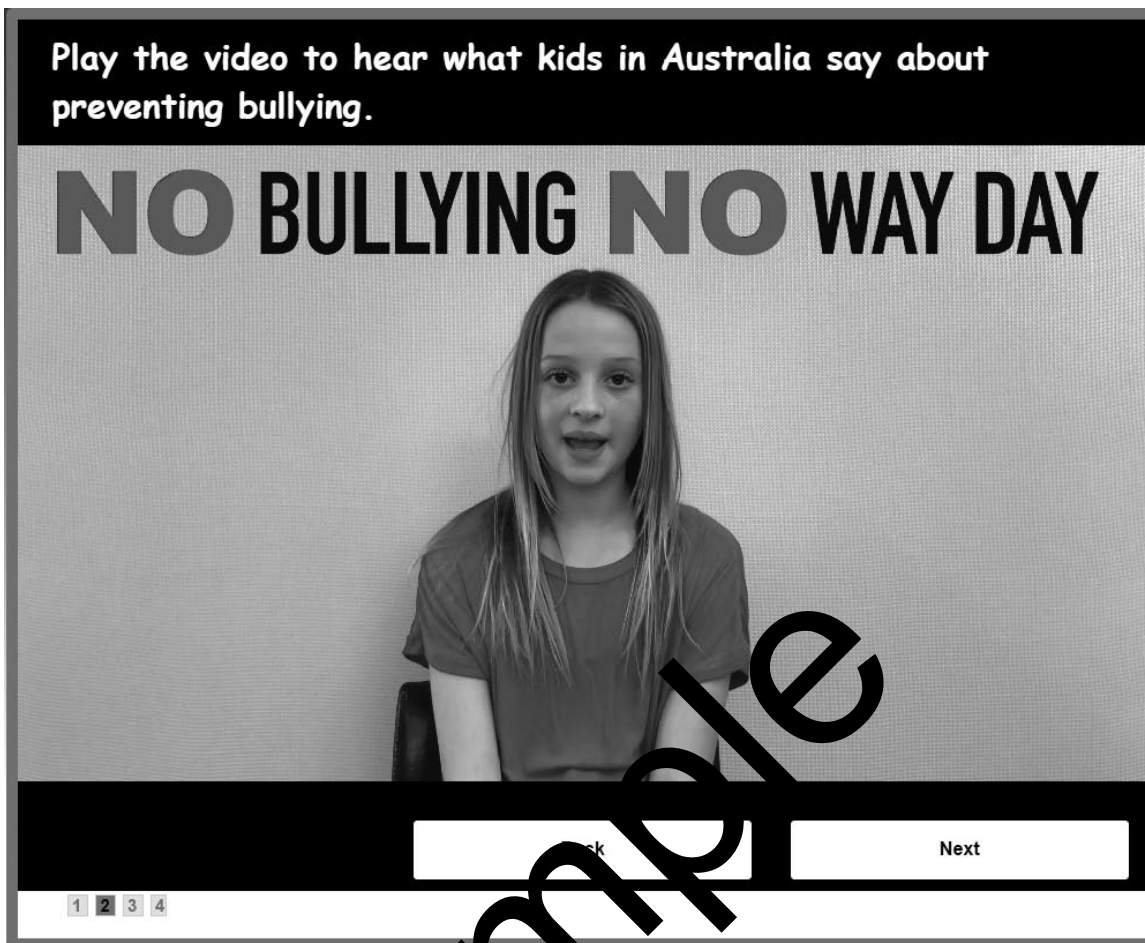 Play the video to hear what kids in Australia say about
preventing bullying.
NO BULLYING NO WAY DAY
Next
1 2 3 4